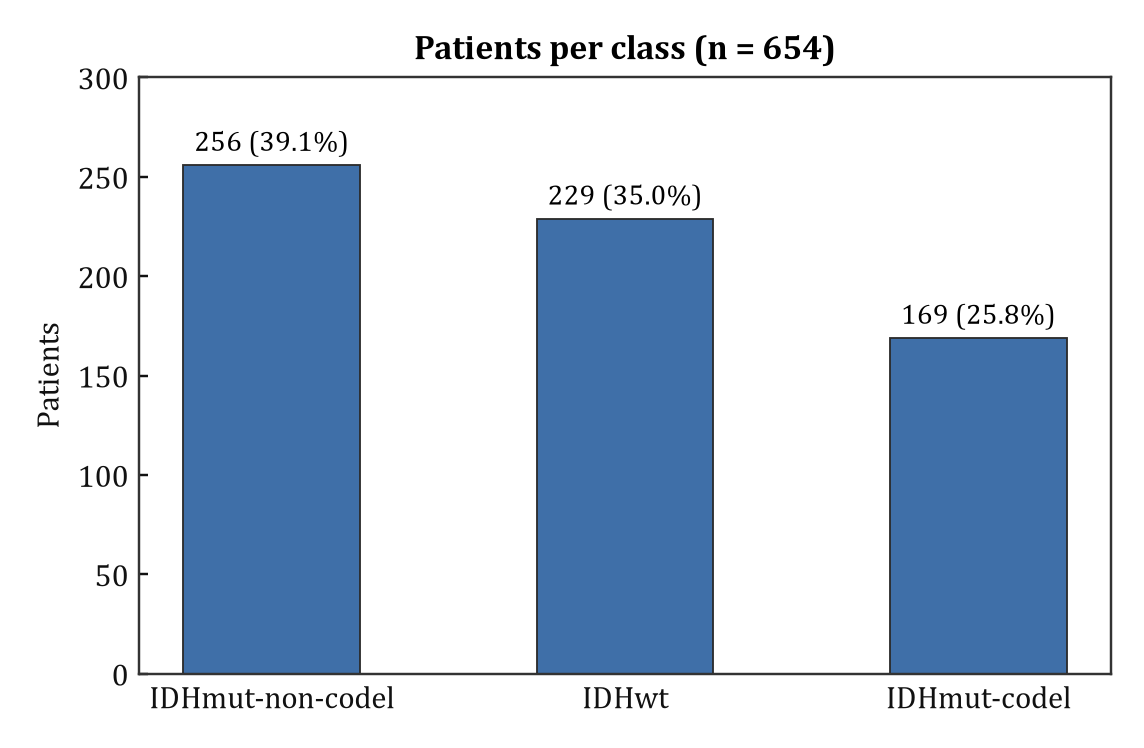 Patients per class (n = 654)
300
250
200
150
100
50
0
Patients
256 (39.1%)
229 (35.0%)
169 (25.8%)
IDHmut-non-codel
IDHwt
IDHmut-codel